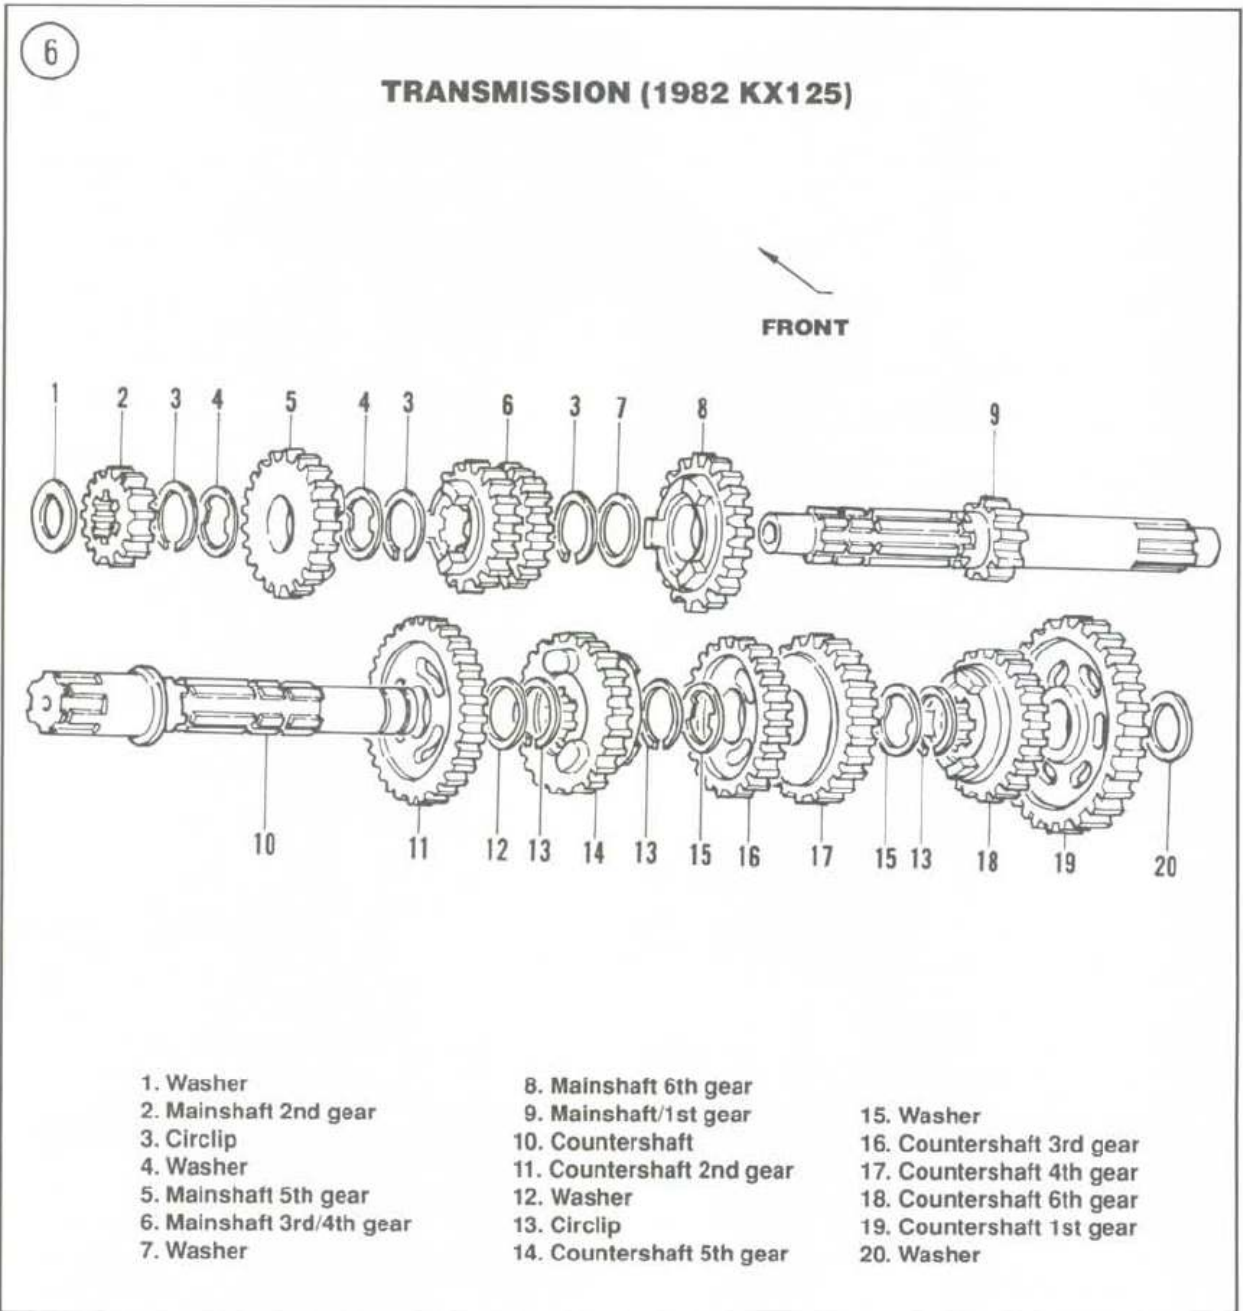 6
TRANSMISSION (1982 KX125)
FRONT
1 2 3 4 5 4 3 6 3 7 8 9
10 11 12 13 14 13 15 16 17 15 13 18 19 20
1. Washer
2. Mainshaft 2nd gear
3. Circlip
4. Washer
5. Mainshaft 5th gear
6. Mainshaft 3rd/4th gear
7. Washer
8. Mainshaft 6th gear
9. Mainshaft/1st gear
10. Countershaft
11. Countershaft 2nd gear
12. Washer
13. Circlip
14. Countershaft 5th gear
15. Washer
16. Countershaft 3rd gear
17. Countershaft 4th gear
18. Countershaft 6th gear
19. Countershaft 1st gear
20. Washer